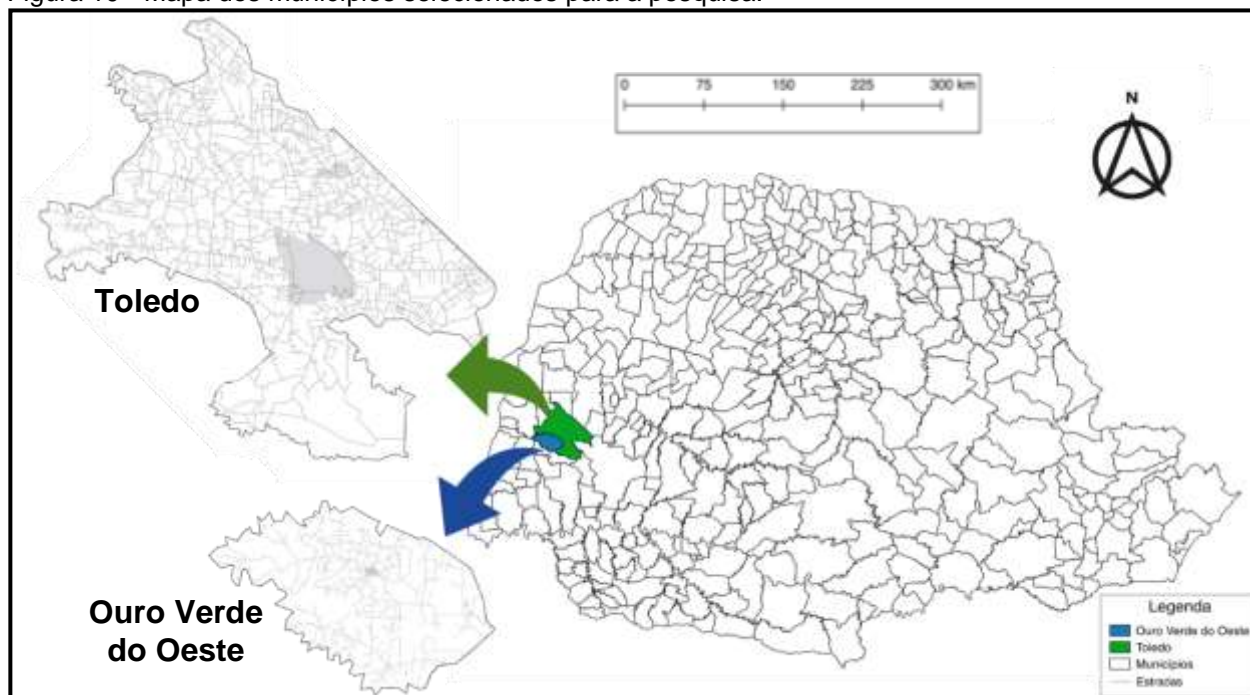 0 75 150 225 300 km
N
Toledo
Ouro Verde
do Oeste
Legenda
Ouro Verde do Oeste
Toledo
Municípios
Estradas